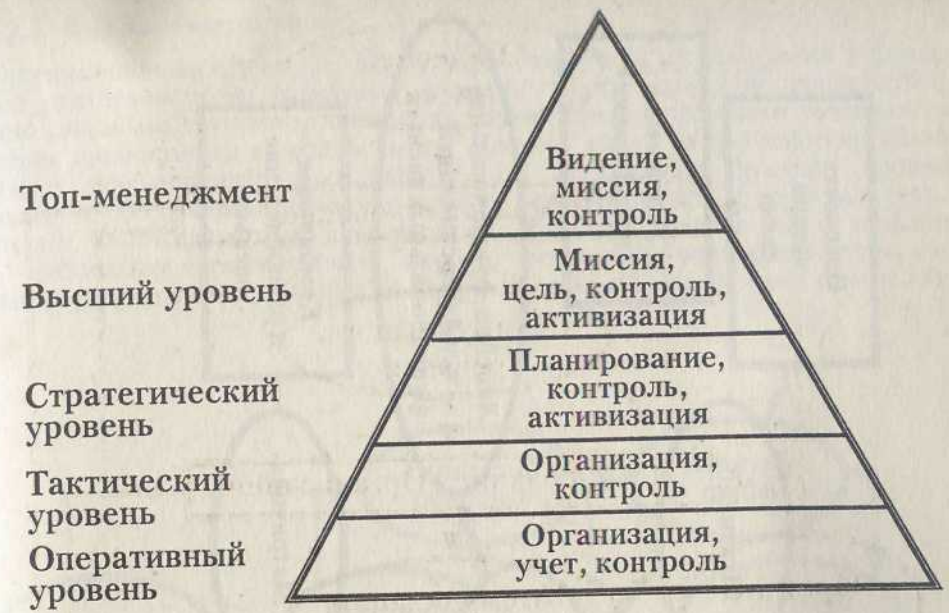 Топ-менеджмент
Видение,
миссия,
контроль
Высший уровень
Миссия,
цель, контроль,
активизация
Стратегический
уровень
Планирование,
контроль,
активизация
Тактический
уровень
Организация,
контроль
Оперативный
уровень
Организация,
учет, контроль